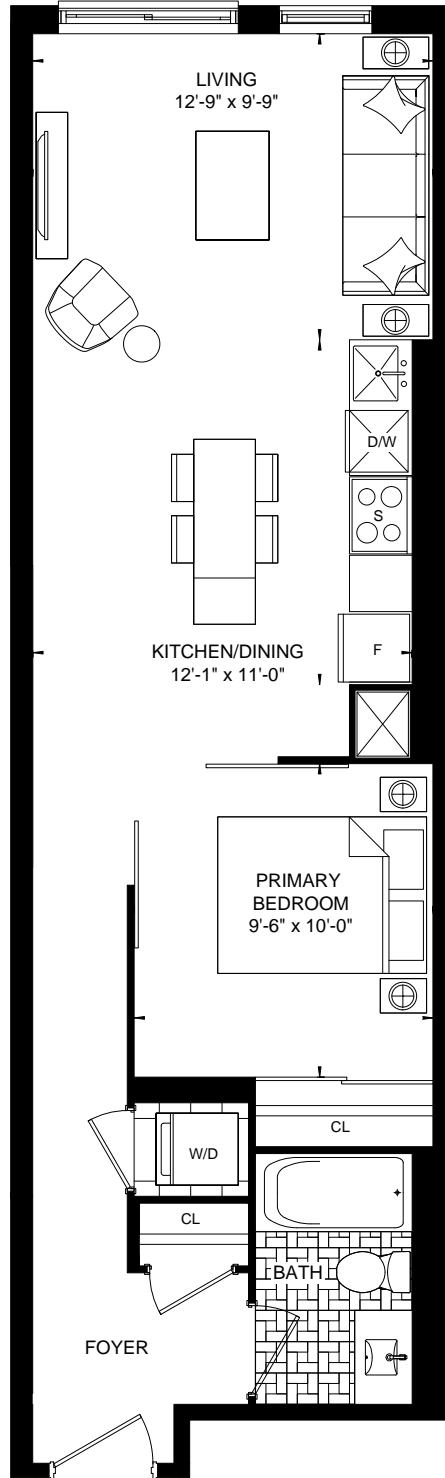 LIVING
12'-9" x 9'-9"
D/W
S
KITCHEN/DINING
12'-1" x 11'-0"
F
PRIMARY
BEDROOM
9'-6" x 10'-0"
CL
W/D
CL
BATH
FOYER